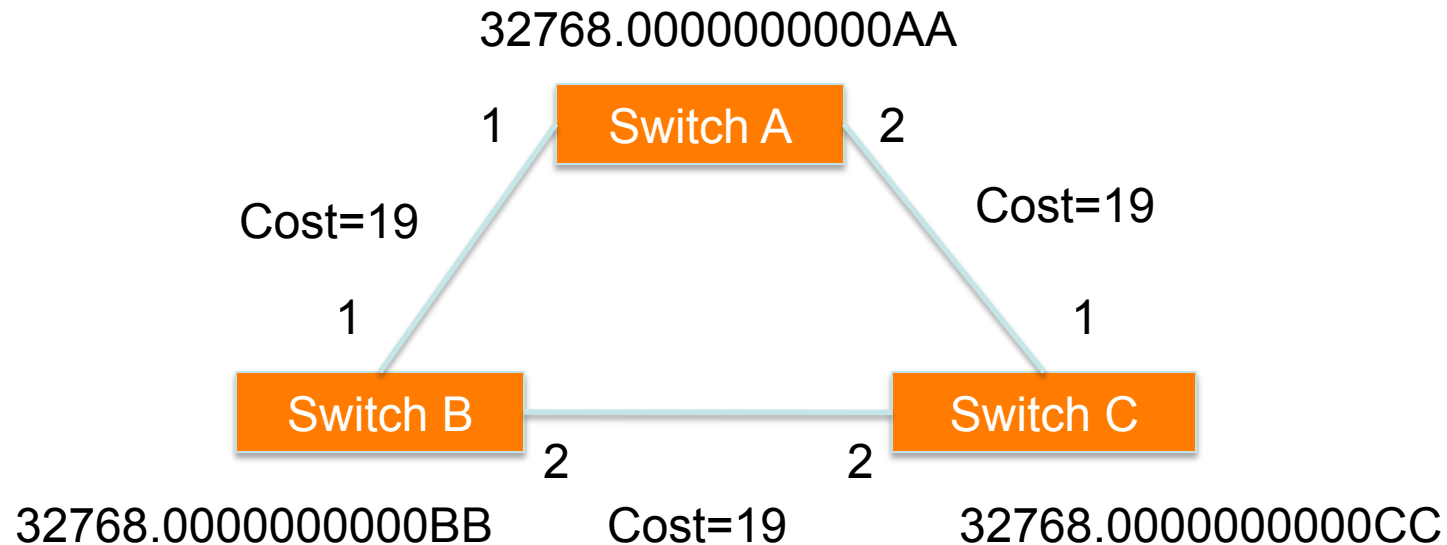 32768.0000000000AA
1
Switch A
2
Cost=19
Cost=19
1
1
Switch B
Switch C
2
2
32768.0000000000BB
Cost=19
32768.0000000000CC